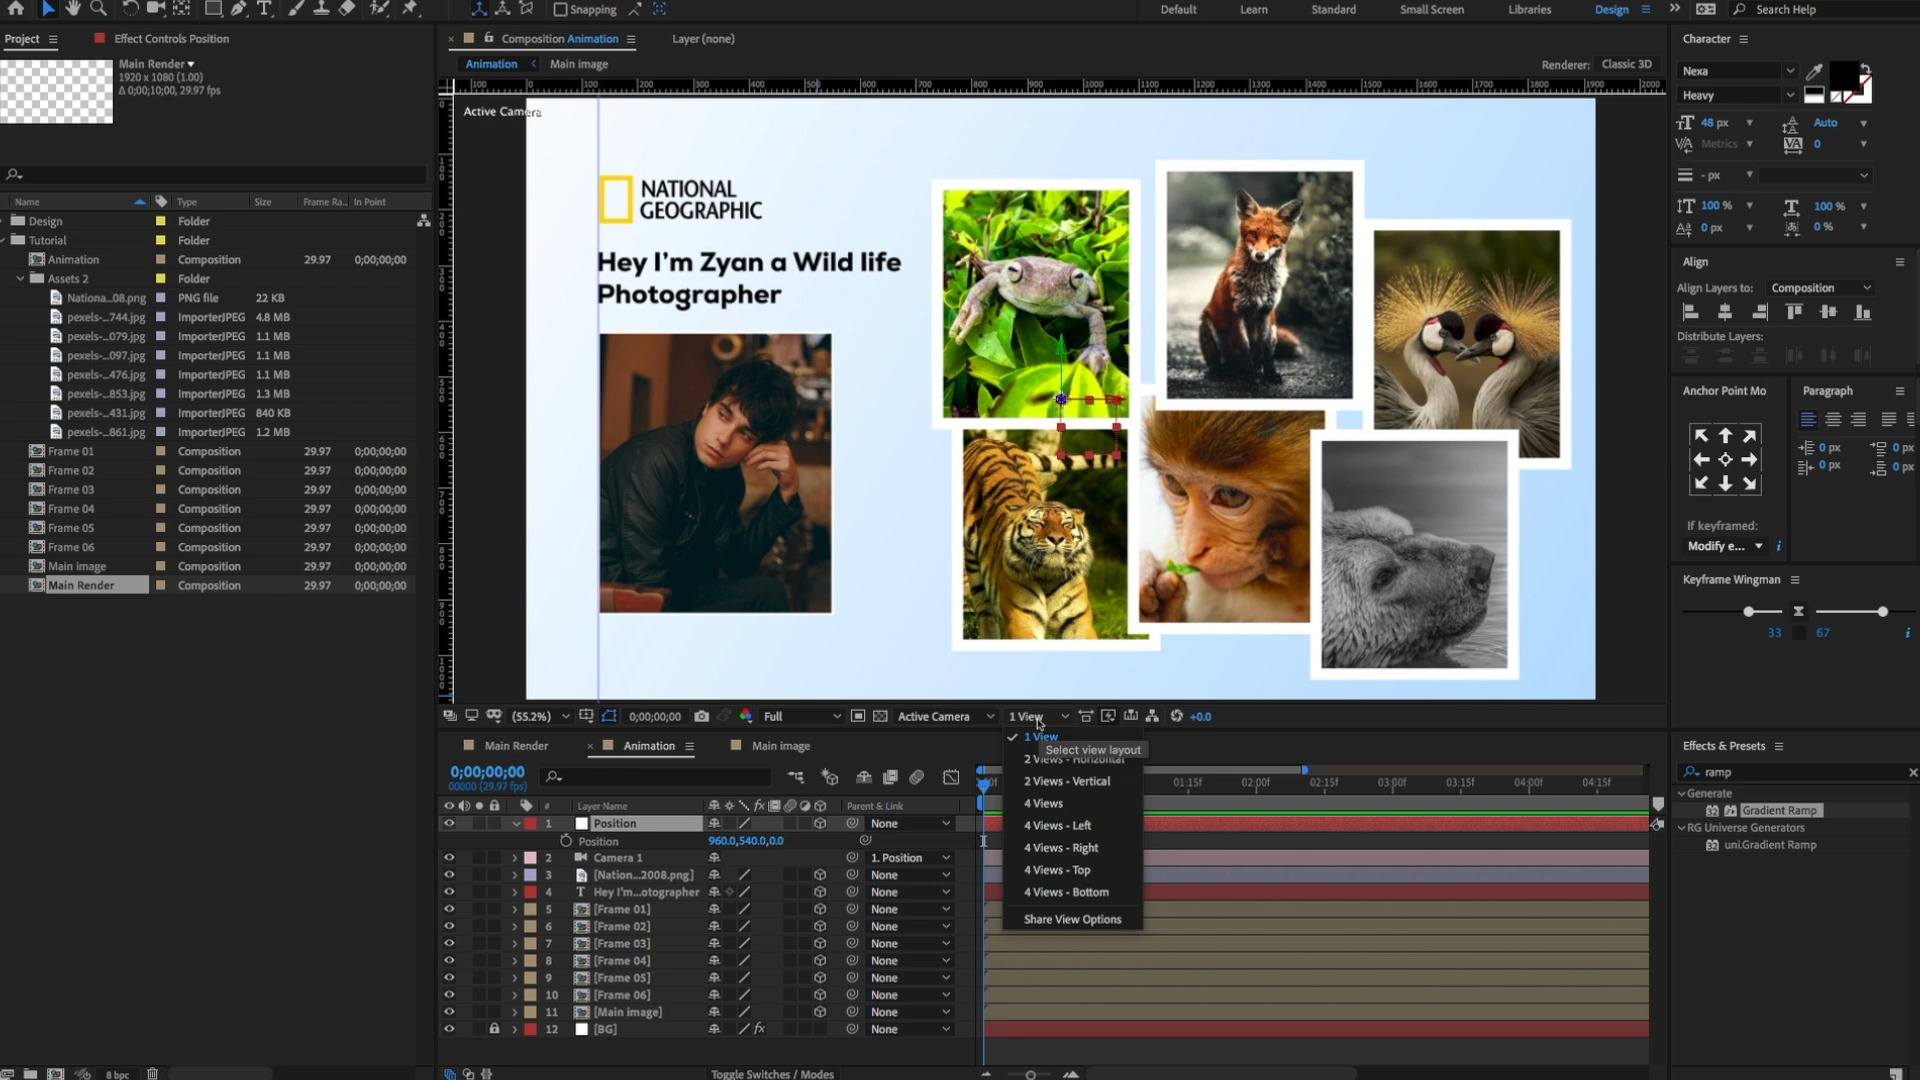 Snapping
Default Learn Standard Small Screen Libraries Design Search Help
Project Effect Controls Position
Composition Animation Layer (none)
Animation Main image
Renderer: Classic 3D
Main Render
1920 x 1080 (1.00)
Δ 0;00;10;00, 29.97 fps
Active Camera
Name Type Size Frame Ra... In Point
Design Folder
Tutorial Folder
Animation Composition 29.97 0;00;00;00
Assets 2 Folder
Nationa...08.png PNG file 22 KB
pexels-...744.jpg ImporterJPEG 4.8 MB
pexels-...079.jpg ImporterJPEG 1.1 MB
pexels-...097.jpg ImporterJPEG 1.1 MB
pexels-...476.jpg ImporterJPEG 1.1 MB
pexels-...853.jpg ImporterJPEG 1.3 MB
pexels-...431.jpg ImporterJPEG 840 KB
pexels-...861.jpg ImporterJPEG 1.2 MB
Frame 01 Composition 29.97 0;00;00;00
Frame 02 Composition 29.97 0;00;00;00
Frame 03 Composition 29.97 0;00;00;00
Frame 04 Composition 29.97 0;00;00;00
Frame 05 Composition 29.97 0;00;00;00
Frame 06 Composition 29.97 0;00;00;00
Main image Composition 29.97 0;00;00;00
Main Render Composition 29.97 0;00;00;00
8 bpc
NATIONAL
GEOGRAPHIC
Hey I'm Zyan a Wild life
Photographer
(55.2%) 0;00;00;00 Full Active Camera 1 View +0.0
1 View
Select view layout
2 Views - Horizontal
2 Views - Vertical
4 Views
4 Views - Left
4 Views - Right
4 Views - Top
4 Views - Bottom
Share View Options
Main Render Animation Main image
0;00;00;00
00000 (29.97 fps)
01:15f 02:00f 02:15f 03:00f 03:15f 04:00f 04:15f
# Layer Name Parent & Link
1 Position None
Position 960.0,540.0,0.0
2 Camera 1 1. Position
3 [Nation...2008.png] None
4 T Hey I'm...otographer None
5 [Frame 01] None
6 [Frame 02] None
7 [Frame 03] None
8 [Frame 04] None
9 [Frame 05] None
10 [Frame 06] None
11 [Main image] None
12 [BG] fx None
Toggle Switches / Modes
Character
Nexa
Heavy
48 px Auto
Metrics 0
- px
100 % 100 %
0 px 0 %
Align
Align Layers to: Composition
Distribute Layers:
Anchor Point Mo Paragraph
0 px 0 px
0 px 0 px
If keyframed:
Modify e...
Keyframe Wingman
33 67
Effects & Presets
ramp
Generate
Gradient Ramp
RG Universe Generators
uni.Gradient Ramp